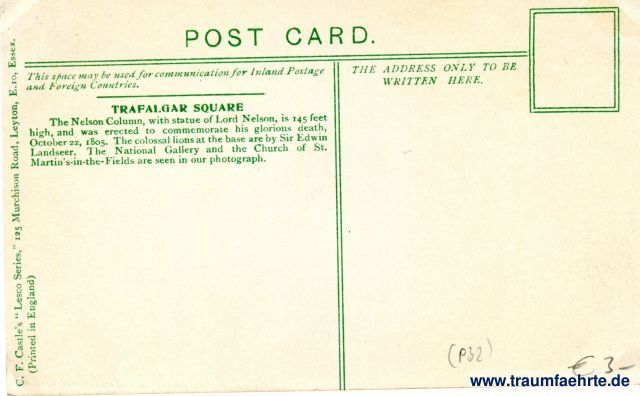 POST CARD.
This space may be used for communication for Inland Postage
and Foreign Countries.
THE ADDRESS ONLY TO BE
WRITTEN HERE.
TRAFALGAR SQUARE
The Nelson Column, with statue of Lord Nelson, is 145 feet
high, and was erected to commemorate his glorious death,
October 22, 1805. The colossal lions at the base are by Sir Edwin
Landseer. The National Gallery and the Church of St.
Martin's-in-the-Fields are seen in our photograph.
C. F. Castle's "Lesco Series," 125 Murchison Road, Leyton, E.10, Essex.
(Printed in England)
(P32)
€ 3-
www.traumfaehrte.de